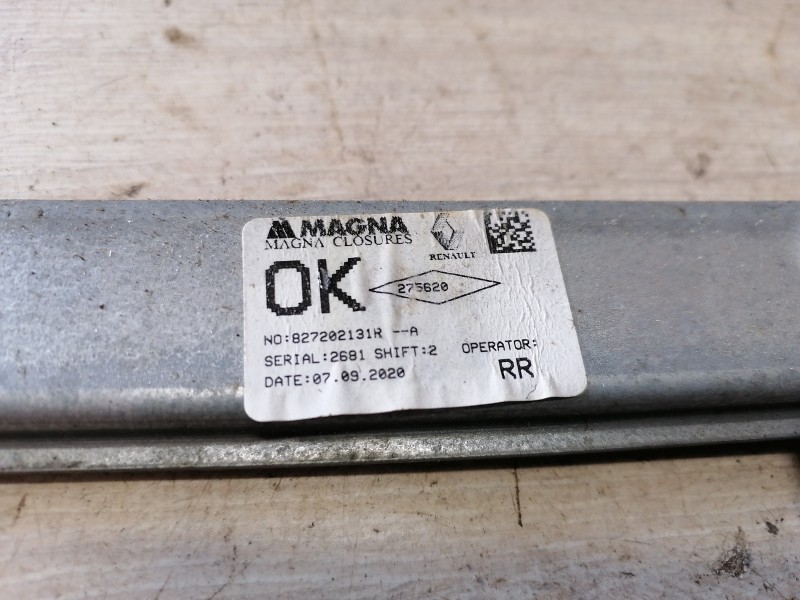 MAGNA
MAGNA CLOSURES
RENAULT
OK
275620
NO:827202131R --A
SERIAL:2681 SHIFT:2
OPERATOR:
RR
DATE:07.09.2020